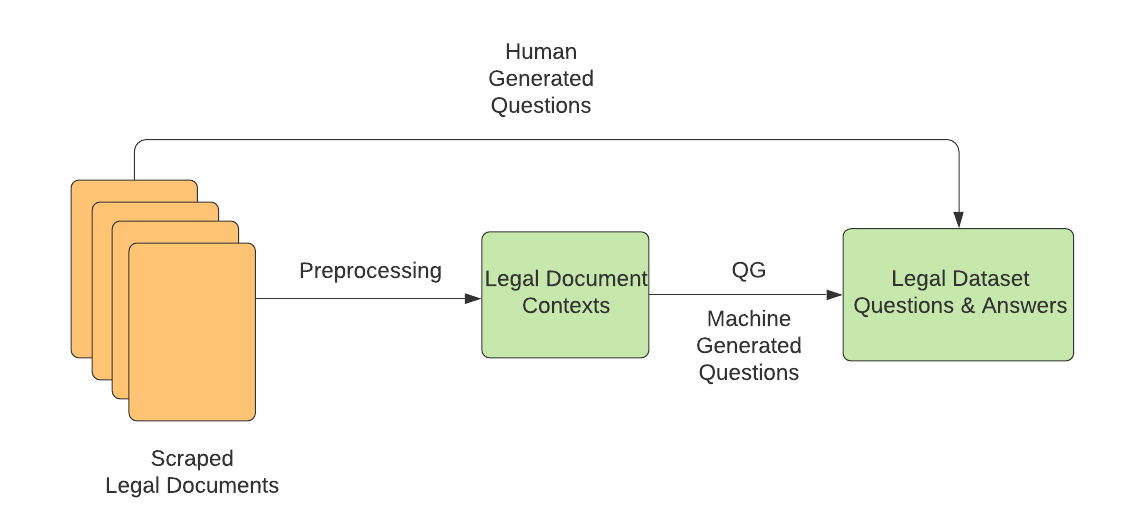 Human
Generated
Questions
Preprocessing
Legal Document
Contexts
QG
Machine
Generated
Questions
Legal Dataset
Questions & Answers
Scraped
Legal Documents